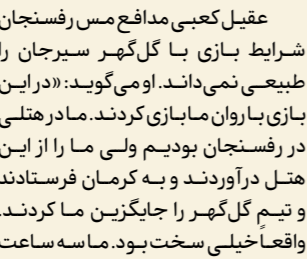 عقیل کعبی مدافع مس رفسنجان
شرایط بازی با گل‌گهر سیرجان را
طبیعی نمی‌داند. او می‌گوید: «در این
بازی با روان ما بازی کردند. ما در هتلی
در رفسنجان بودیم ولی ما را از این
هتل درآوردند و به کرمان فرستادند
و تیم گل‌گهر را جایگزین ما کردند.
واقعاً خیلی سخت بود. ما سه ساعت